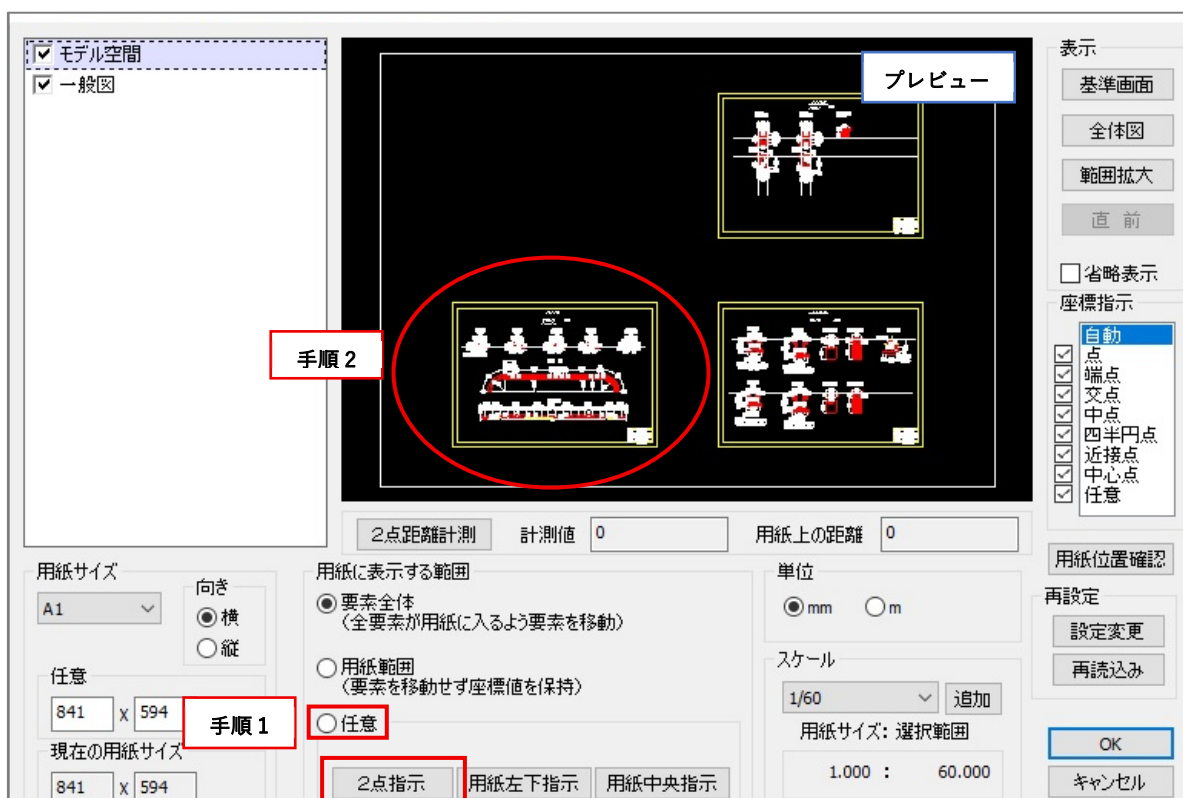 モデル空間
一般図
プレビュー
手順２
表示
基準画面
全体図
範囲拡大
直 前
省略表示
座標指示
自動
点
端点
交点
中点
四半円点
近接点
中心点
任意
２点距離計測
計測値
0
用紙上の距離
0
用紙位置確認
用紙サイズ
A1
向き
横
縦
任意
841 X 594
手順１
現在の用紙サイズ
841 X 594
用紙に表示する範囲
要素全体
（全要素が用紙に入るよう要素を移動）
用紙範囲
（要素を移動せず座標値を保持）
任意
２点指示
用紙左下指示
用紙中央指示
単位
mm
m
スケール
1/60
追加
用紙サイズ： 選択範囲
1.000 : 60.000
再設定
設定変更
再読込み
OK
キャンセル